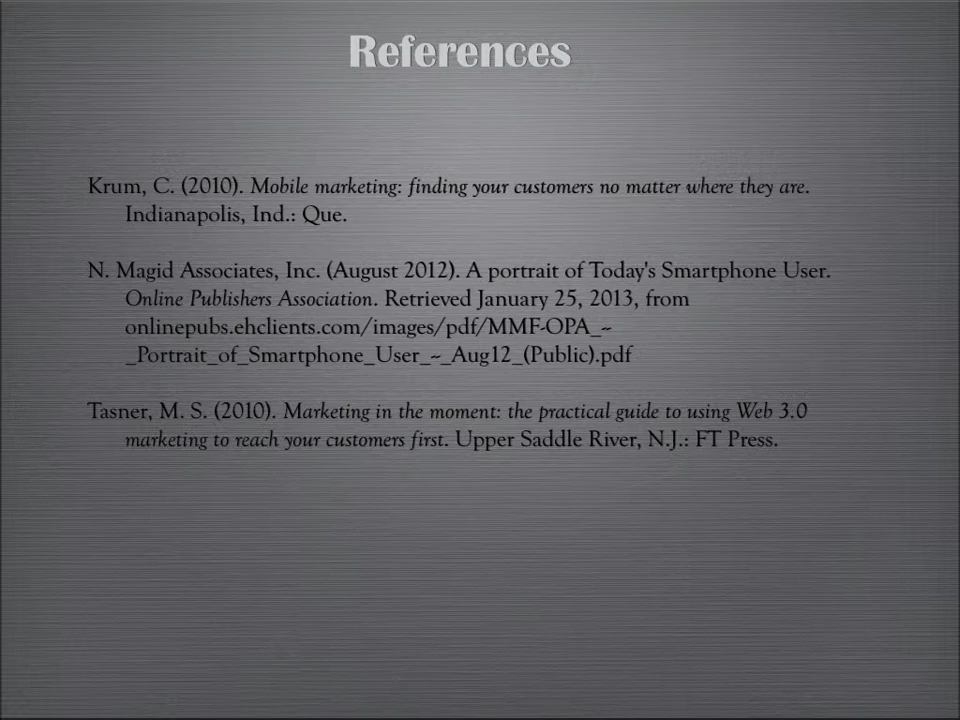 References
Krum, C. (2010). Mobile marketing: finding your customers no matter where they are.
Indianapolis, Ind.: Que.
N. Magid Associates, Inc. (August 2012). A portrait of Today's Smartphone User.
Online Publishers Association. Retrieved January 25, 2013, from
onlinepubs.ehclients.com/images/pdf/MMF-OPA_~
_Portrait_of_Smartphone_User_~_Aug12_(Public).pdf
Tasner, M. S. (2010). Marketing in the moment: the practical guide to using Web 3.0
marketing to reach your customers first. Upper Saddle River, N.J.: FT Press.